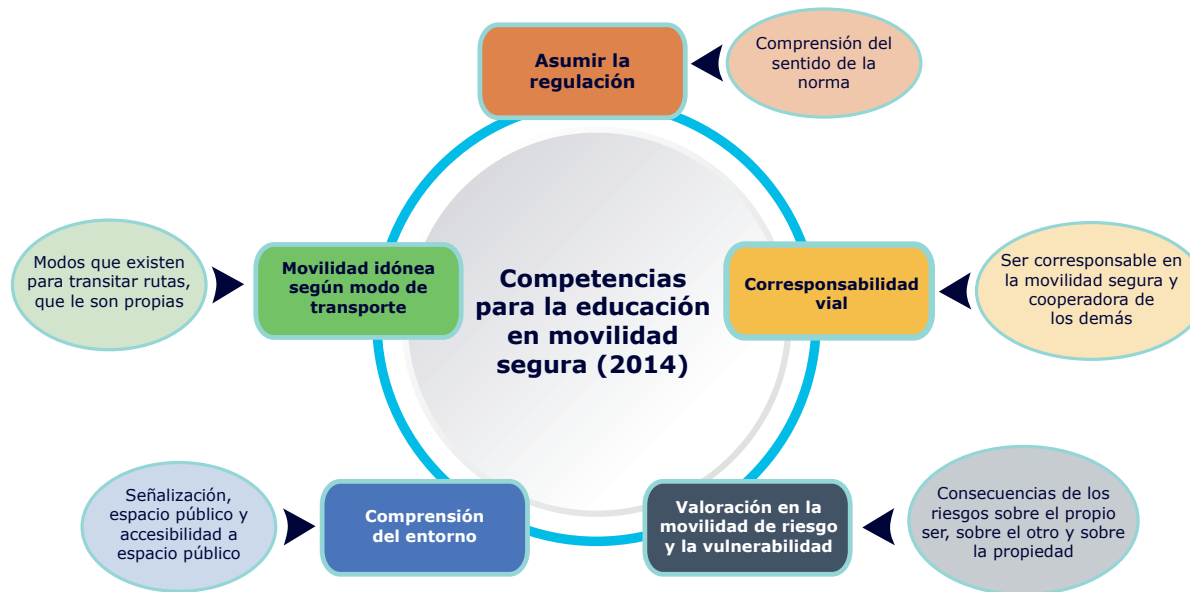 Asumir la
regulación
Comprensión del
sentido de la
norma
Modos que existen
para transitar rutas,
que le son propias
Movilidad idónea
según modo de
transporte
Competencias
para la educación
en movilidad
segura (2014)
Corresponsabilidad
vial
Ser corresponsable en
la movilidad segura y
cooperadora de
los demás
Señalización,
espacio público y
accesibilidad a
espacio público
Comprensión
del entorno
Valoración en la
movilidad de riesgo
y la vulnerabilidad
Consecuencias de los
riesgos sobre el propio
ser, sobre el otro y sobre
la propiedad